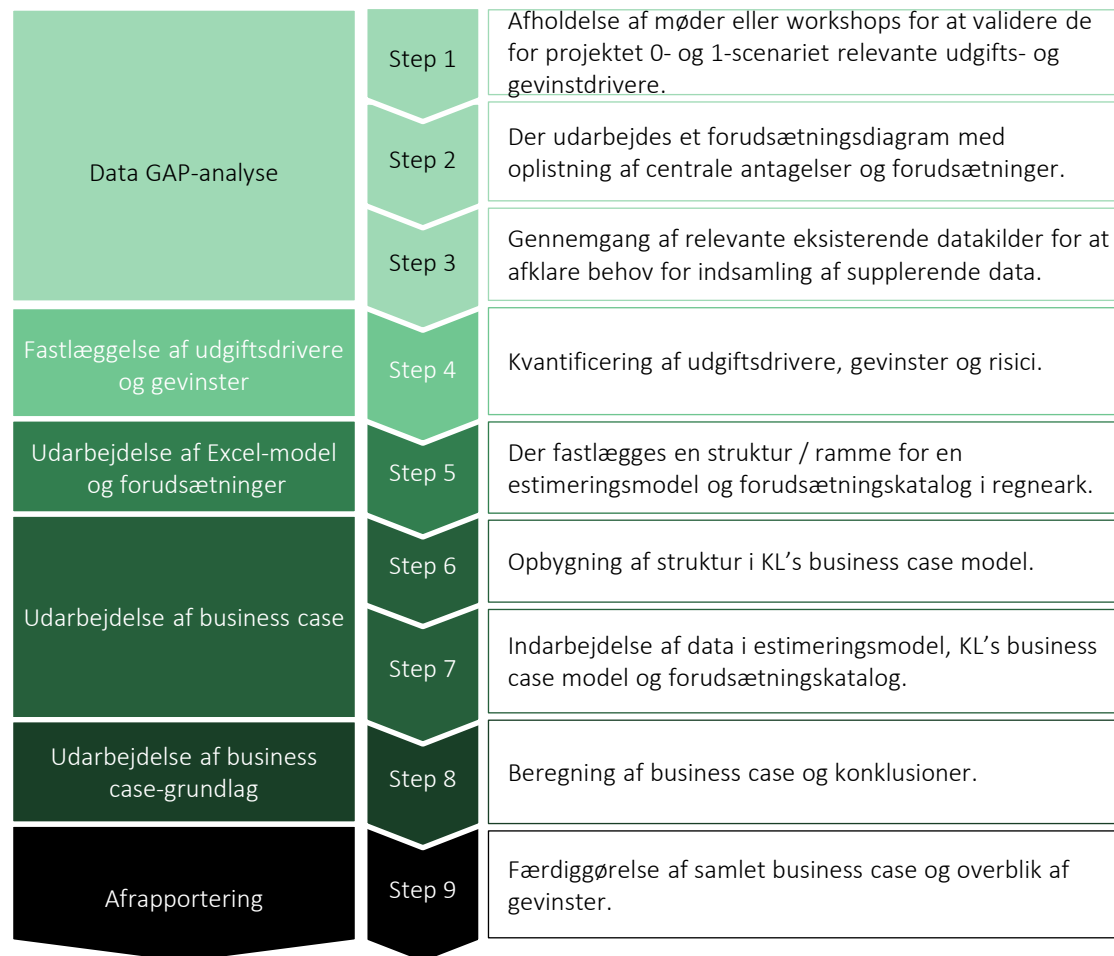 Data GAP-analyse
Step 1
Afholdelse af møder eller workshops for at validere de
for projektet 0- og 1-scenariet relevante udgifts- og
gevinstdrivere.
Step 2
Der udarbejdes et forudsætningsdiagram med
oplistning af centrale antagelser og forudsætninger.
Step 3
Gennemgang af relevante eksisterende datakilder for at
afklare behov for indsamling af supplerende data.
Fastlæggelse af udgiftsdrivere
og gevinster
Step 4
Kvantificering af udgiftsdrivere, gevinster og risici.
Udarbejdelse af Excel-model
og forudsætninger
Step 5
Der fastlægges en struktur / ramme for en
estimeringsmodel og forudsætningskatalog i regneark.
Udarbejdelse af business case
Step 6
Opbygning af struktur i KL’s business case model.
Step 7
Indarbejdelse af data i estimeringsmodel, KL’s business
case model og forudsætningskatalog.
Udarbejdelse af business
case-grundlag
Step 8
Beregning af business case og konklusioner.
Afrapportering
Step 9
Færdiggørelse af samlet business case og overblik af
gevinster.